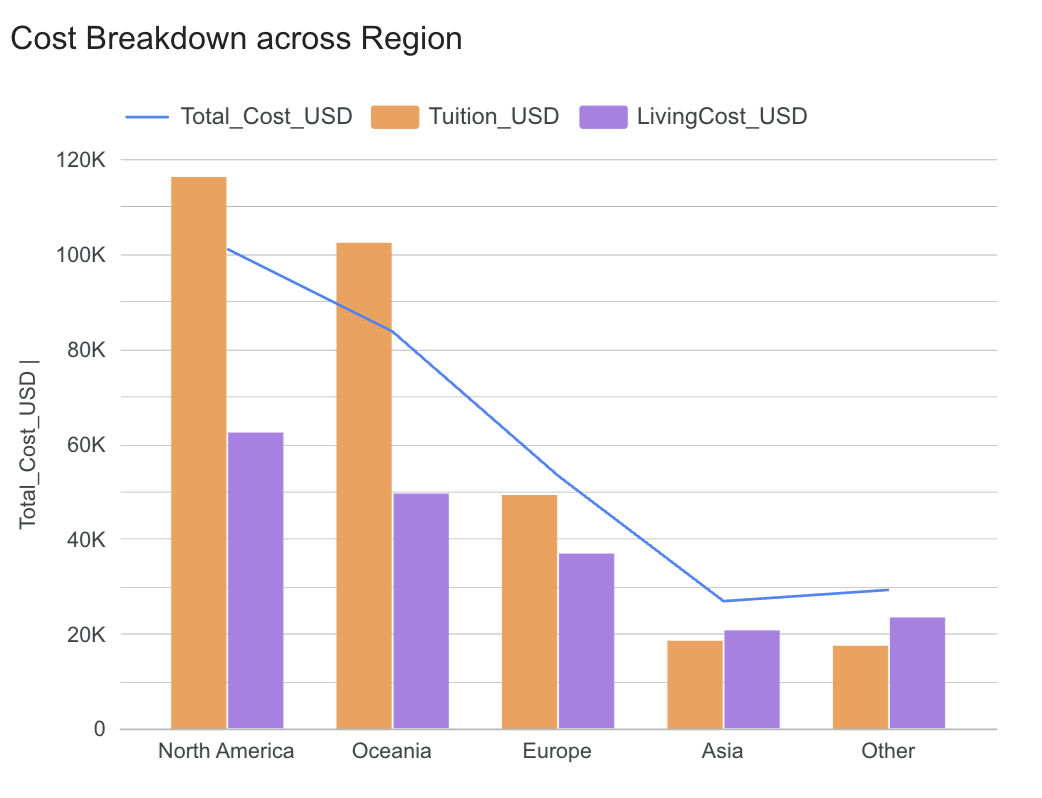 Cost Breakdown across Region
Total_Cost_USD Tuition_USD LivingCost_USD
120K
100K
80K
60K
40K
20K
0
Total_Cost_USD |
North America Oceania Europe Asia Other